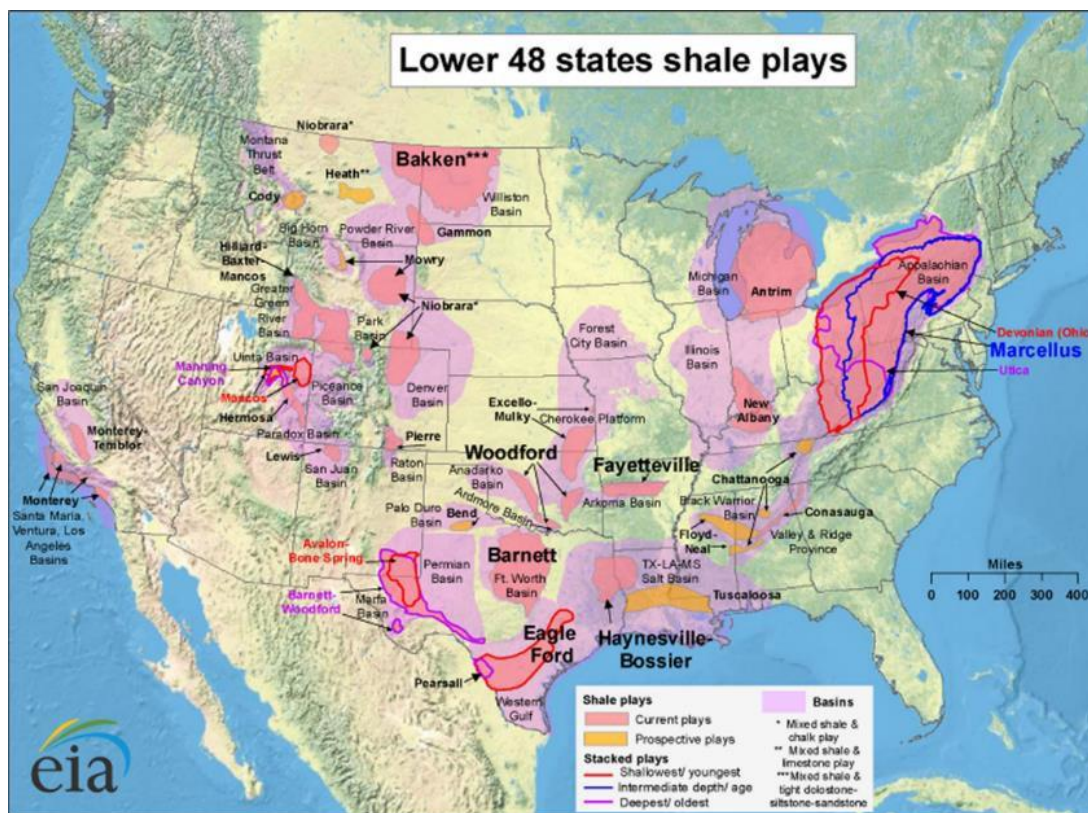 Lower 48 states shale plays
Niobrara*
Montana
Thrust
Belt
Bakken***
Heath**
Cody
Williston
Basin
Big Horn
Basin
Powder River
Basin
Gammon
Hilliard-
Baxter-
Mancos
Mowry
Greater
Green
River
Basin
Niobrara*
Park
Basin
Uinta Basin
Manning
Canyon
Mancos
Piceance
Basin
Denver
Basin
Hermosa
Paradox Basin
San Joaquin
Basin
Monterey-
Temblor
Lewis
San Juan
Basin
Pierre
Raton
Basin
Monterey
Santa Maria,
Ventura, Los
Angeles
Basins
Forest
City Basin
Excello-
Mulky
Cherokee Platform
Woodford
Anadarko
Basin
Ardmore Basin
Fayetteville
Arkoma Basin
Palo Duro
Basin
Bend
Avalon-
Bone Spring
Permian
Basin
Barnett-
Woodford
Marfa
Basin
Barnett
Ft. Worth
Basin
Eagle
Ford
Pearsall
Western
Gulf
Haynesville-
Bossier
TX-LA-MS
Salt Basin
Tuscaloosa
Floyd-
Neal
Black Warrior
Basin
Chattanooga
Conasauga
Valley & Ridge
Province
Michigan
Basin
Antrim
Illinois
Basin
New
Albany
Appalachian
Basin
Devonian (Ohio
Marcellus
Utica
Miles
0 100 200 300 400
Shale plays
Current plays
Prospective plays
Stacked plays
Shallowest/ youngest
Intermediate depth/ age
Deepest/ oldest
Basins
* Mixed shale &
chalk play
** Mixed shale &
limestone play
***Mixed shale &
tight dolostone-
siltstone-sandstone
eia